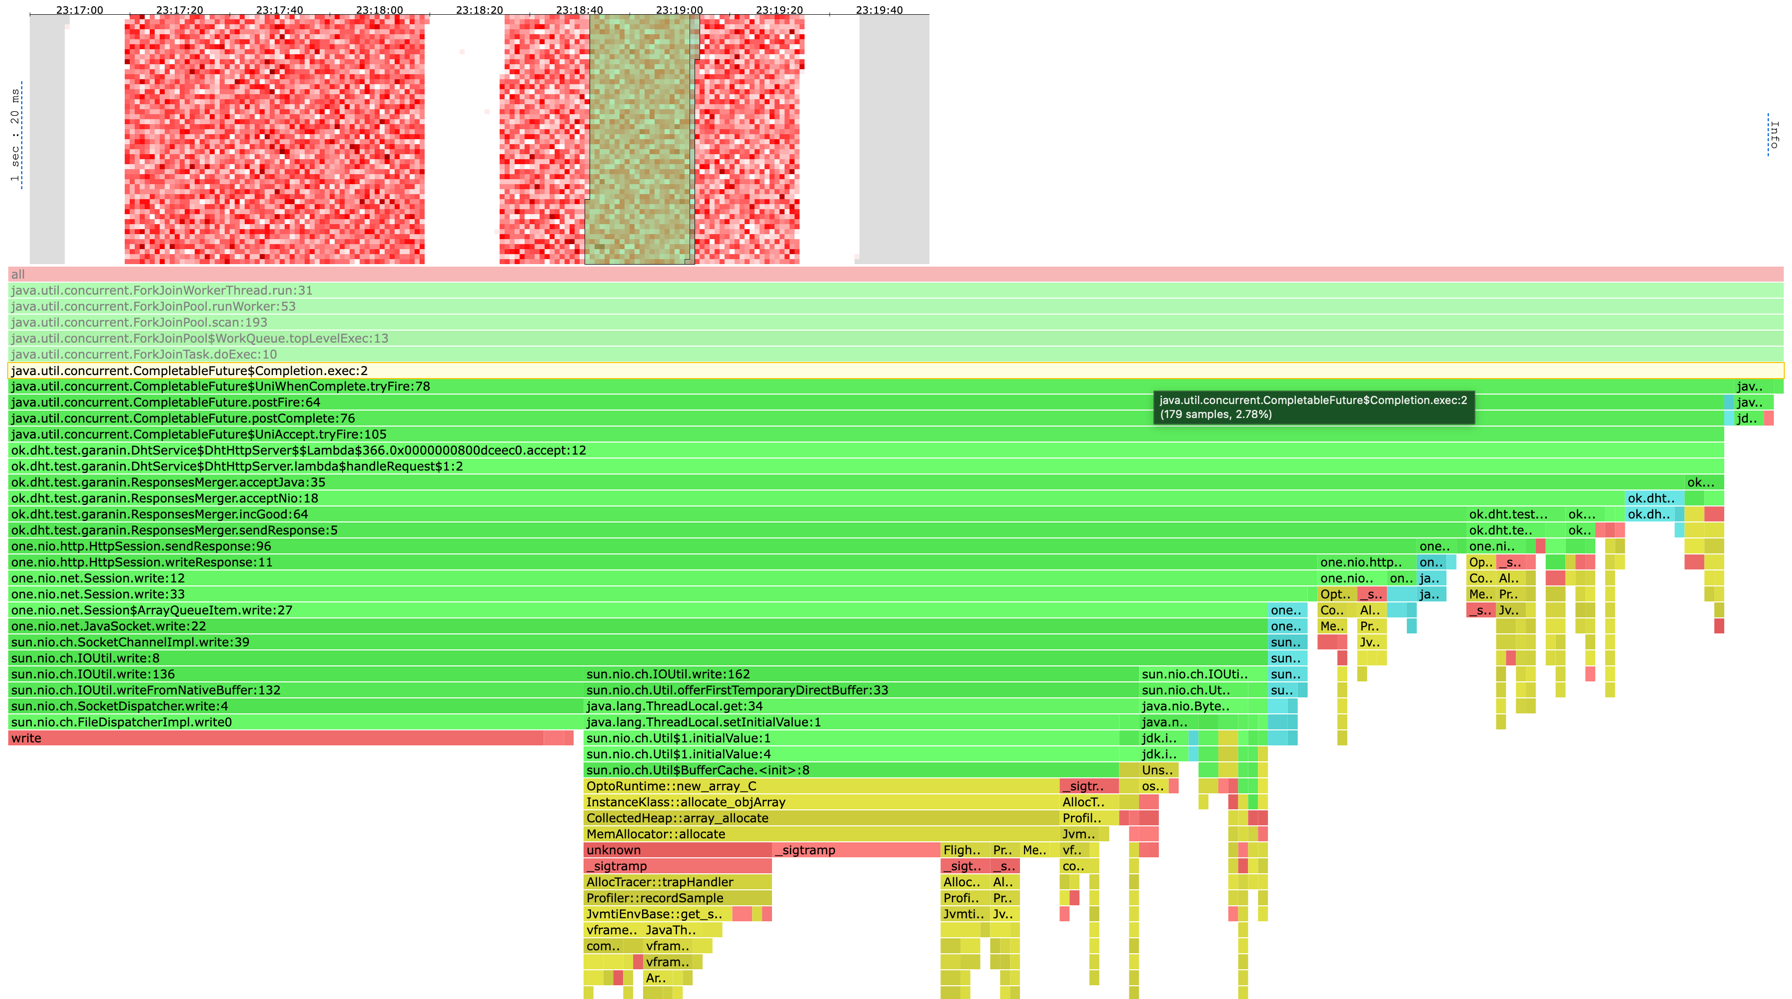 23:17:00 23:17:20 23:17:40 23:18:00 23:18:20 23:18:40 23:19:00 23:19:20 23:19:40
1 sec : 20 ms
Info
all
java.util.concurrent.ForkJoinWorkerThread.run:31
java.util.concurrent.ForkJoinPool.runWorker:53
java.util.concurrent.ForkJoinPool.scan:193
java.util.concurrent.ForkJoinPool$WorkQueue.topLevelExec:13
java.util.concurrent.ForkJoinTask.doExec:10
java.util.concurrent.CompletableFuture$Completion.exec:2
java.util.concurrent.CompletableFuture$UniWhenComplete.tryFire:78 jav..
java.util.concurrent.CompletableFuture.postFire:64 jav..
java.util.concurrent.CompletableFuture$Completion.exec:2
(179 samples, 2.78%)
java.util.concurrent.CompletableFuture.postComplete:76 jd..
java.util.concurrent.CompletableFuture$UniAccept.tryFire:105
ok.dht.test.garanin.DhtService$DhtHttpServer$$Lambda$366.0x0000000800dceec0.accept:12
ok.dht.test.garanin.DhtService$DhtHttpServer.lambda$handleRequest$1:2
ok.dht.test.garanin.ResponsesMerger.acceptJava:35 ok...
ok.dht.test.garanin.ResponsesMerger.acceptNio:18 ok.dht..
ok.dht.test.garanin.ResponsesMerger.incGood:64 ok.dht.test... ok... ok.dh..
ok.dht.test.garanin.ResponsesMerger.sendResponse:5 ok.dht.te.. ok..
one.nio.http.HttpSession.sendResponse:96 one.. one.ni..
one.nio.http.HttpSession.writeResponse:11 one.nio.http.. on.. Op.. _s..
one.nio.net.Session.write:12 one.nio.. on.. ja.. Co.. Al..
one.nio.net.Session.write:33 Opt.. _s.. ja.. Me.. Pr..
one.nio.net.Session$ArrayQueueItem.write:27 one.. Co.. Al.. _s.. Jv..
one.nio.net.JavaSocket.write:22 one.. Me.. Pr..
sun.nio.ch.SocketChannelImpl.write:39 sun.. Jv..
sun.nio.ch.IOUtil.write:8 sun..
sun.nio.ch.IOUtil.write:136 sun.nio.ch.IOUtil.write:162 sun.nio.ch.IOUti.. sun..
sun.nio.ch.IOUtil.writeFromNativeBuffer:132 sun.nio.ch.Util.offerFirstTemporaryDirectBuffer:33 sun.nio.ch.Ut.. su..
sun.nio.ch.SocketDispatcher.write:4 java.lang.ThreadLocal.get:34 java.nio.Byte..
sun.nio.ch.FileDispatcherImpl.write0 java.lang.ThreadLocal.setInitialValue:1 java.n..
write sun.nio.ch.Util$1.initialValue:1 jdk.i..
sun.nio.ch.Util$1.initialValue:4 jdk.i..
sun.nio.ch.Util$BufferCache.<init>:8 Uns..
OptoRuntime::new_array_C _sigtr.. os..
InstanceKlass::allocate_objArray AllocT..
CollectedHeap::array_allocate Profil..
MemAllocator::allocate Jvm..
unknown _sigtramp Fligh.. Pr.. Me.. vf..
_sigtramp _sigt.. _s.. co..
AllocTracer::trapHandler Alloc.. Al..
Profiler::recordSample Profi.. Pr..
JvmtiEnvBase::get_s.. Jvmti.. Jv..
vframe.. JavaTh..
com.. vfram..
vfram..
Ar..